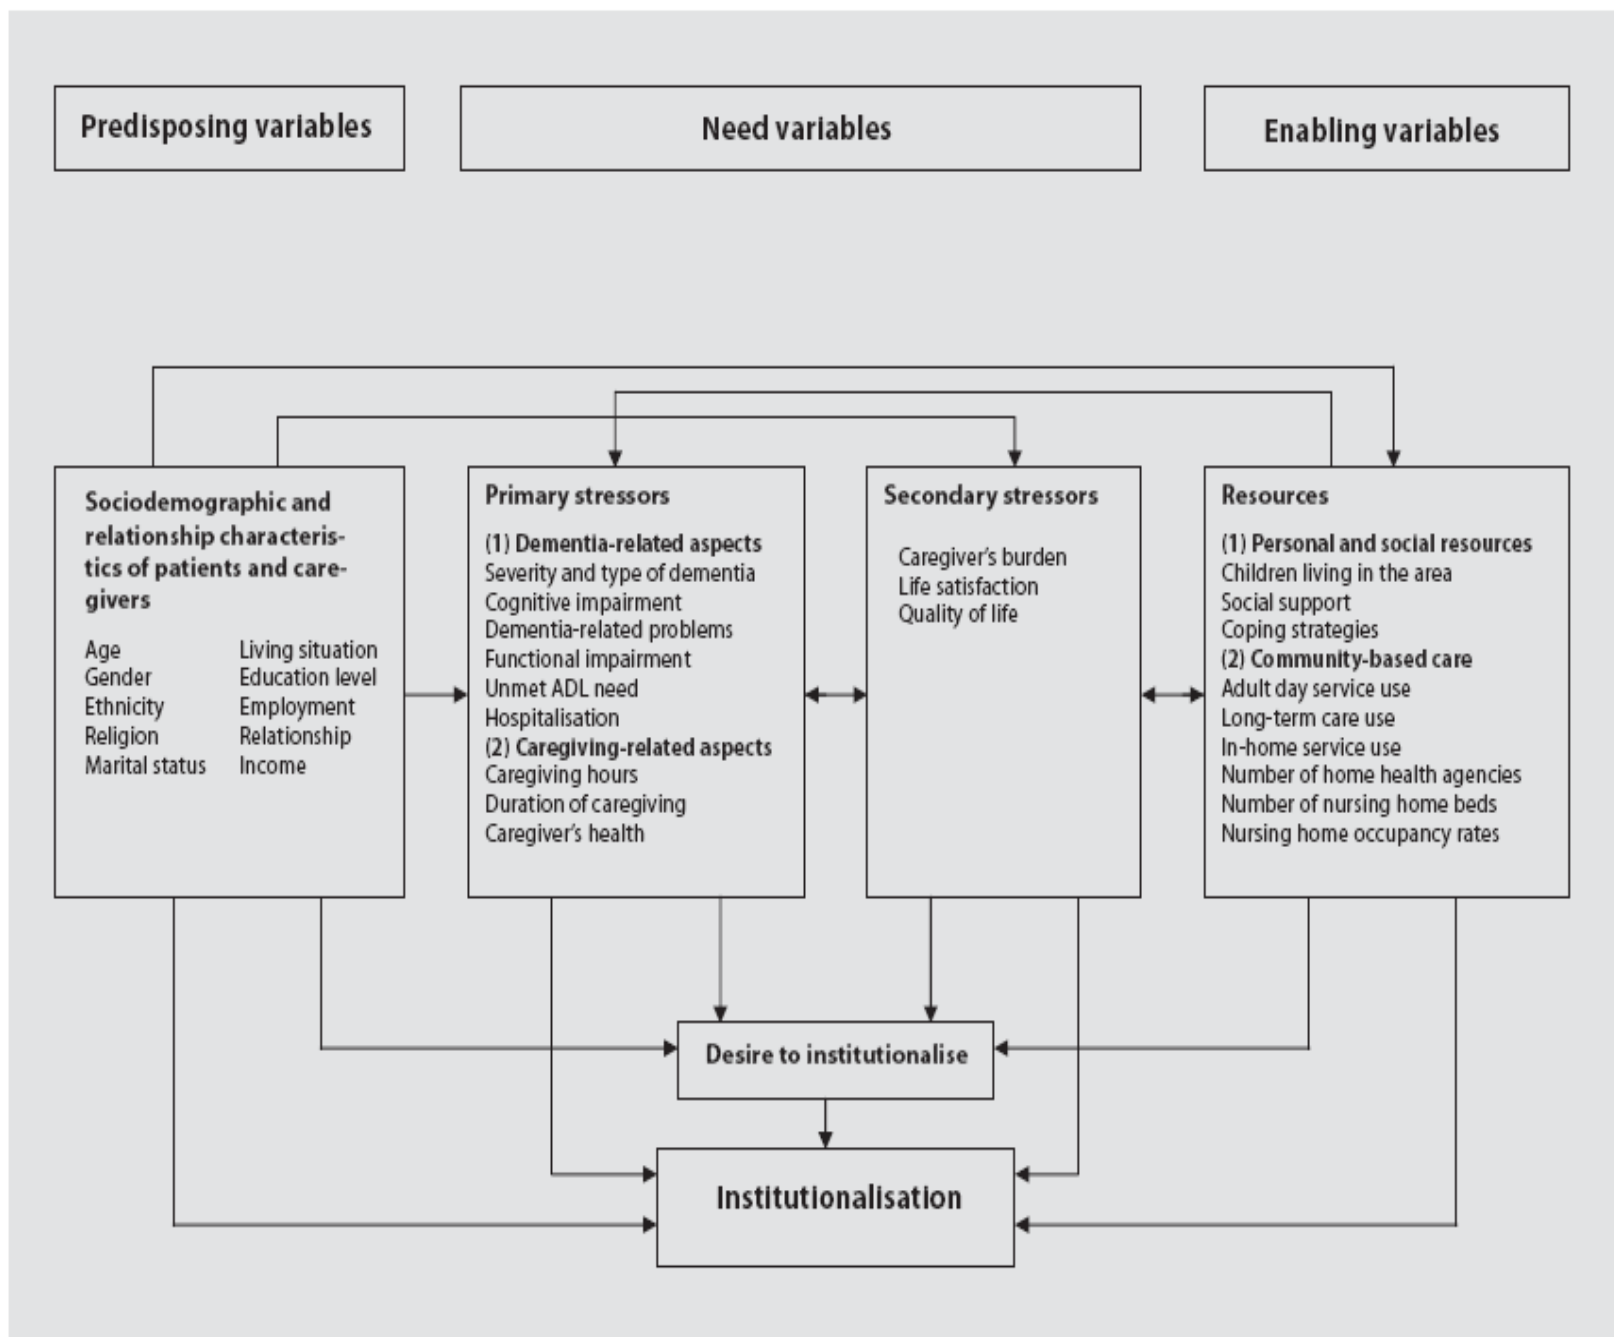 Predisposing variables
Need variables
Enabling variables
Sociodemographic and
relationship characteris-
tics of patients and care-
givers
Age
Gender
Ethnicity
Religion
Marital status
Living situation
Education level
Employment
Relationship
Income
Primary stressors
(1) Dementia-related aspects
Severity and type of dementia
Cognitive impairment
Dementia-related problems
Functional impairment
Unmet ADL need
Hospitalisation
(2) Caregiving-related aspects
Caregiving hours
Duration of caregiving
Caregiver's health
Secondary stressors
Caregiver's burden
Life satisfaction
Quality of life
Resources
(1) Personal and social resources
Children living in the area
Social support
Coping strategies
(2) Community-based care
Adult day service use
Long-term care use
In-home service use
Number of home health agencies
Number of nursing home beds
Nursing home occupancy rates
Desire to institutionalise
Institutionalisation